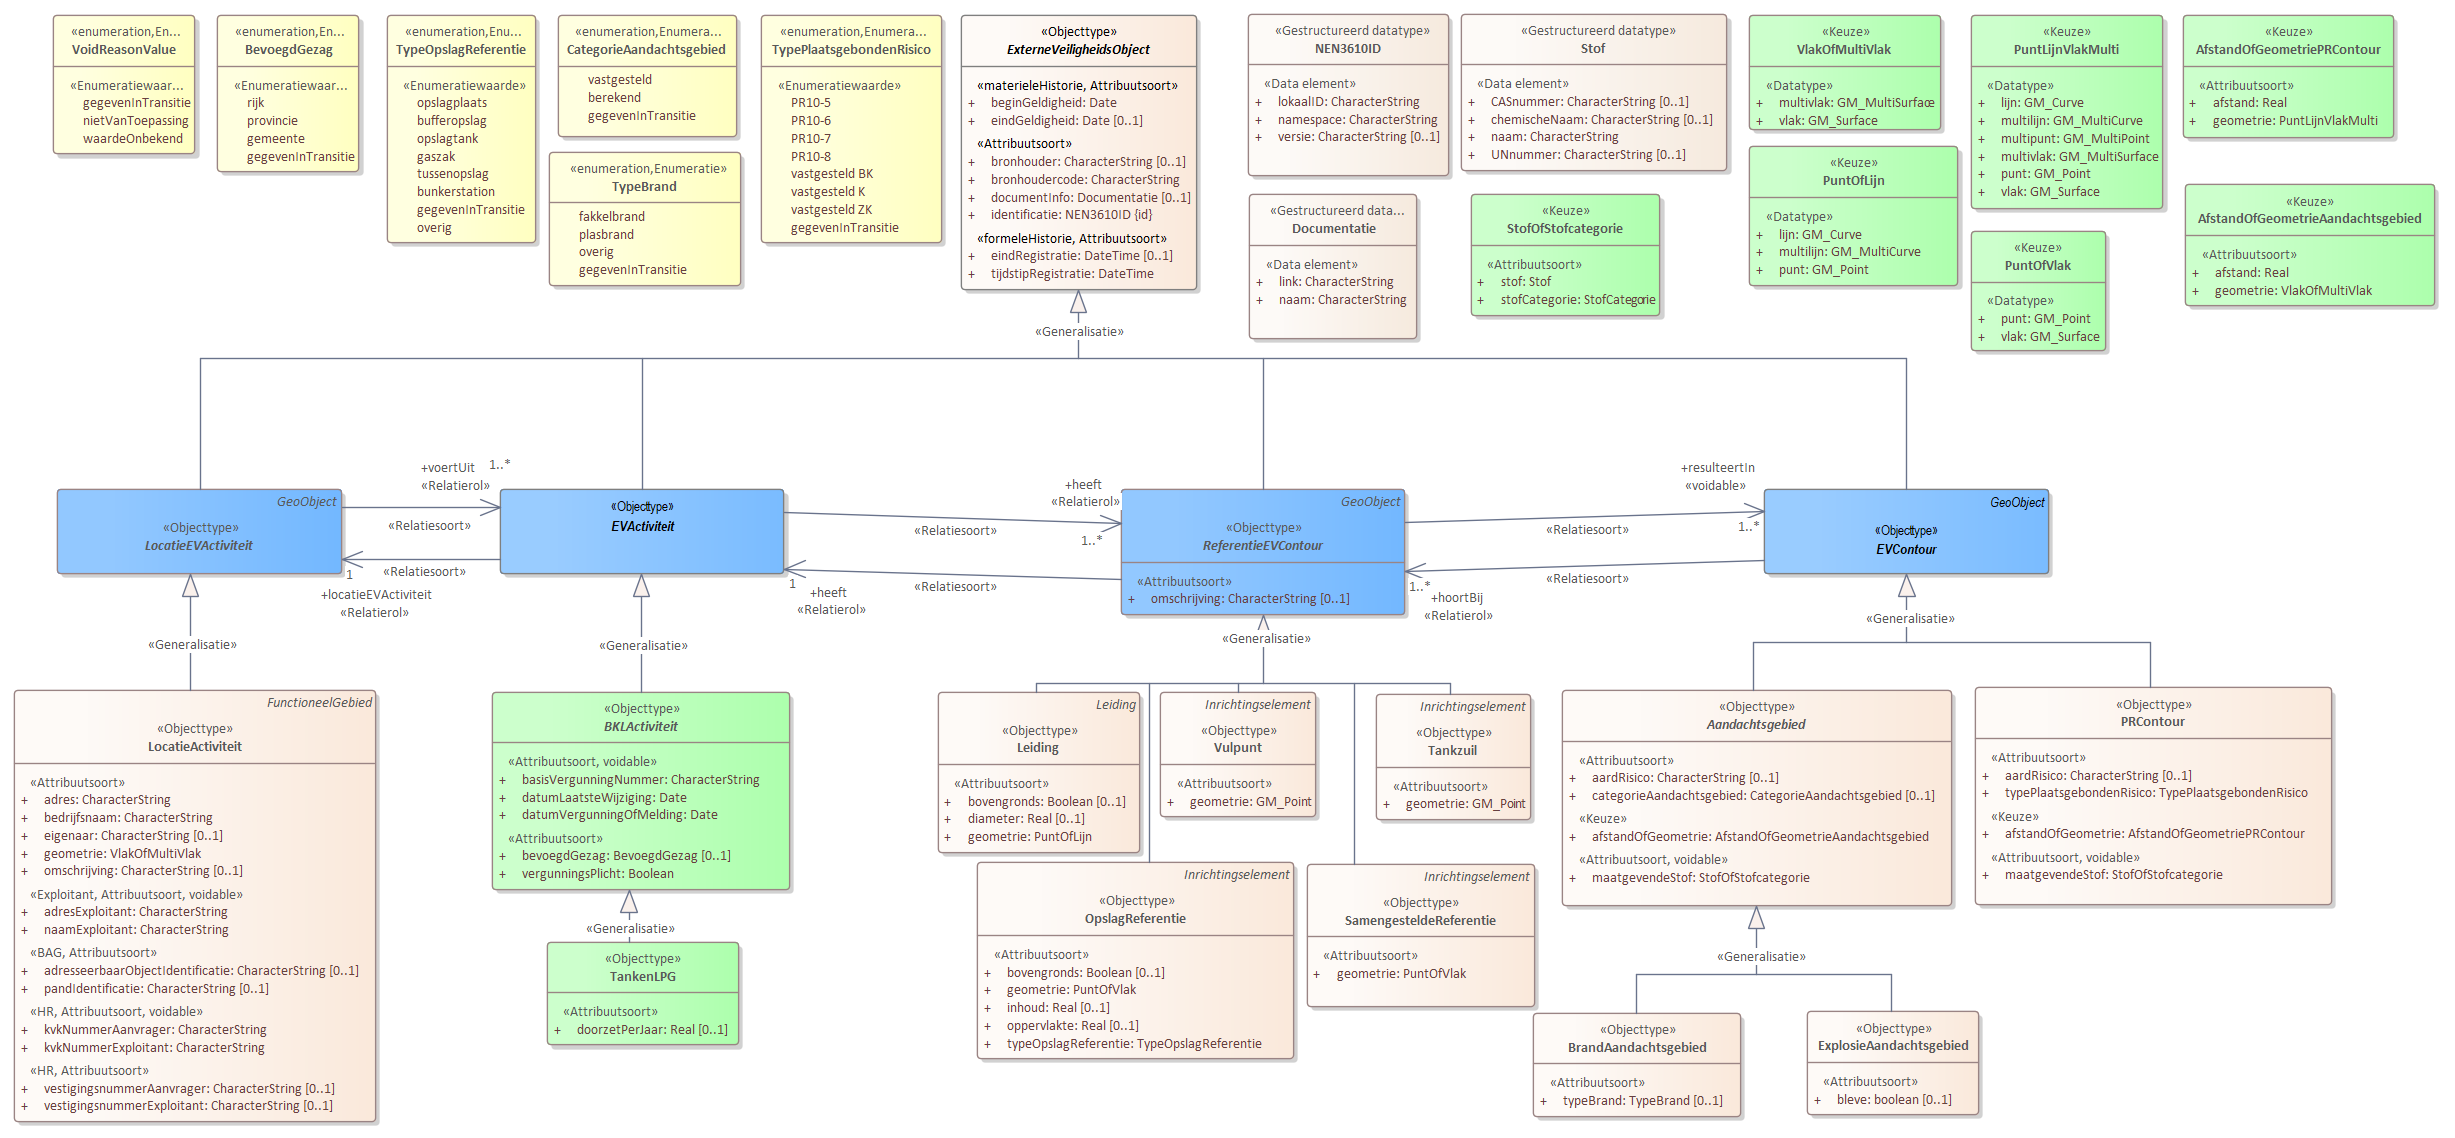 «enumeration,En...
VoidReasonValue
«Enumeratiewaar...
gegevenInTransitie
nietVanToepassing
waardeOnbekend
«enumeration,En...
BevoegdGezag
«Enumeratiewaar...
rijk
provincie
gemeente
gegevenInTransitie
«enumeration,Enu...
TypeOpslagReferentie
«Enumeratiewaarde»
opslagplaats
bufferopslag
opslagtank
gaszak
tussenopslag
bunkerstation
gegevenInTransitie
overig
«enumeration,Enumera...
CategorieAandachtsgebied
vastgesteld
berekend
gegevenInTransitie
«enumeration,Enumeratie»
TypeBrand
fakkelbrand
plasbrand
overig
gegevenInTransitie
«enumeration,Enumera...
TypePlaatsgebondenRisico
«Enumeratiewaarde»
PR10-5
PR10-6
PR10-7
PR10-8
vastgesteld BK
vastgesteld K
vastgesteld ZK
gegevenInTransitie
«Objecttype»
ExterneVeiligheidsObject
«materieleHistorie, Attribuutsoort»
+ beginGeldigheid: Date
+ eindGeldigheid: Date [0..1]
«Attribuutsoort»
+ bronhouder: CharacterString [0..1]
+ bronhoudercode: CharacterString
+ documentInfo: Documentatie [0..1]
+ identificatie: NEN3610ID {id}
«formeleHistorie, Attribuutsoort»
+ eindRegistratie: DateTime [0..1]
+ tijdstipRegistratie: DateTime
«Gestructureerd datatype»
NEN3610ID
«Data element»
+ lokaalID: CharacterString
+ namespace: CharacterString
+ versie: CharacterString [0..1]
«Gestructureerd data...
Documentatie
«Data element»
+ link: CharacterString
+ naam: CharacterString
«Gestructureerd datatype»
Stof
«Data element»
+ CASnummer: CharacterString [0..1]
+ chemischeNaam: CharacterString [0..1]
+ naam: CharacterString
+ UNnummer: CharacterString [0..1]
«Keuze»
StofOfStofcategorie
«Attribuutsoort»
+ stof: Stof
+ stofCategorie: StofCategorie
«Keuze»
VlakOfMultiVlak
«Datatype»
+ multivlak: GM_MultiSurface
+ vlak: GM_Surface
«Keuze»
PuntOfLijn
«Datatype»
+ lijn: GM_Curve
+ multilijn: GM_MultiCurve
+ punt: GM_Point
«Keuze»
PuntLijnVlakMulti
«Datatype»
+ lijn: GM_Curve
+ multilijn: GM_MultiCurve
+ multipunt: GM_MultiPoint
+ multivlak: GM_MultiSurface
+ punt: GM_Point
+ vlak: GM_Surface
«Keuze»
PuntOfVlak
«Datatype»
+ punt: GM_Point
+ vlak: GM_Surface
«Keuze»
AfstandOfGeometriePRContour
«Attribuutsoort»
+ afstand: Real
+ geometrie: PuntLijnVlakMulti
«Keuze»
AfstandOfGeometrieAandachtsgebied
«Attribuutsoort»
+ afstand: Real
+ geometrie: VlakOfMultiVlak
«Generalisatie»
GeoObject
«Objecttype»
LocatieEVActiviteit
+voertUit
1..*
«Relatierol»
«Relatiesoort»
«Relatiesoort»
1
+locatieEVActiviteit
«Relatierol»
«Objecttype»
EVActiviteit
+heeft
«Relatierol»
«Relatiesoort»
1..*
1
+heeft
«Relatierol»
«Relatiesoort»
GeoObject
«Objecttype»
ReferentieEVContour
«Attribuutsoort»
+ omschrijving: CharacterString [0..1]
+resulteertIn
«voidable»
1..*
«Relatiesoort»
«Relatiesoort»
1..*
+hoortBij
«Relatierol»
GeoObject
«Objecttype»
EVContour
«Generalisatie»
«Generalisatie»
«Generalisatie»
«Generalisatie»
FunctioneelGebied
«Objecttype»
LocatieActiviteit
«Attribuutsoort»
+ adres: CharacterString
+ bedrijfsnaam: CharacterString
+ eigenaar: CharacterString [0..1]
+ geometrie: VlakOfMultiVlak
+ omschrijving: CharacterString [0..1]
«Exploitant, Attribuutsoort, voidable»
+ adresExploitant: CharacterString
+ naamExploitant: CharacterString
«BAG, Attribuutsoort»
+ adresseerbaarObjectIdentificatie: CharacterString [0..1]
+ pandIdentificatie: CharacterString [0..1]
«HR, Attribuutsoort, voidable»
+ kvkNummerAanvrager: CharacterString
+ kvkNummerExploitant: CharacterString
«HR, Attribuutsoort»
+ vestigingsnummerAanvrager: CharacterString [0..1]
+ vestigingsnummerExploitant: CharacterString [0..1]
«Objecttype»
BKLActiviteit
«Attribuutsoort, voidable»
+ basisVergunningNummer: CharacterString
+ datumLaatsteWijziging: Date
+ datumVergunningOfMelding: Date
«Attribuutsoort»
+ bevoegdGezag: BevoegdGezag [0..1]
+ vergunningsPlicht: Boolean
«Generalisatie»
«Objecttype»
TankenLPG
«Attribuutsoort»
+ doorzetPerJaar: Real [0..1]
Leiding
«Objecttype»
Leiding
«Attribuutsoort»
+ bovengronds: Boolean [0..1]
+ diameter: Real [0..1]
+ geometrie: PuntOfLijn
Inrichtingselement
«Objecttype»
Vulpunt
«Attribuutsoort»
+ geometrie: GM_Point
Inrichtingselement
«Objecttype»
Tankzuil
«Attribuutsoort»
+ geometrie: GM_Point
Inrichtingselement
«Objecttype»
OpslagReferentie
«Attribuutsoort»
+ bovengronds: Boolean [0..1]
+ geometrie: PuntOfVlak
+ inhoud: Real [0..1]
+ oppervlakte: Real [0..1]
+ typeOpslagReferentie: TypeOpslagReferentie
Inrichtingselement
«Objecttype»
SamengesteldeReferentie
«Attribuutsoort»
+ geometrie: PuntOfVlak
«Objecttype»
Aandachtsgebied
«Attribuutsoort»
+ aardRisico: CharacterString [0..1]
+ categorieAandachtsgebied: CategorieAandachtsgebied [0..1]
«Keuze»
+ afstandOfGeometrie: AfstandOfGeometrieAandachtsgebied
«Attribuutsoort, voidable»
+ maatgevendeStof: StofOfStofcategorie
«Objecttype»
PRContour
«Attribuutsoort»
+ aardRisico: CharacterString [0..1]
+ typePlaatsgebondenRisico: TypePlaatsgebondenRisico
«Keuze»
+ afstandOfGeometrie: AfstandOfGeometriePRContour
«Attribuutsoort, voidable»
+ maatgevendeStof: StofOfStofcategorie
«Generalisatie»
«Objecttype»
BrandAandachtsgebied
«Attribuutsoort»
+ typeBrand: TypeBrand [0..1]
«Objecttype»
ExplosieAandachtsgebied
«Attribuutsoort»
+ bleve: boolean [0..1]